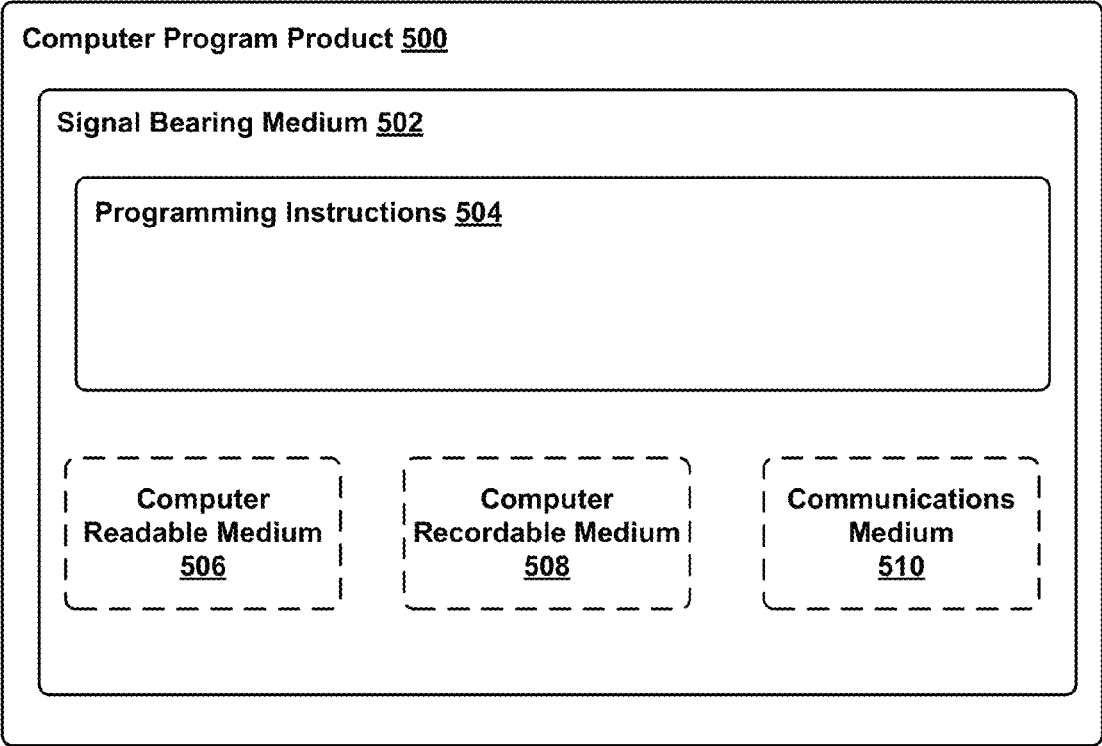 Computer Program Product 500
Signal Bearing Medium 502
Programming Instructions 504
Computer
Readable Medium
506
Computer
Recordable Medium
508
Communications
Medium
510